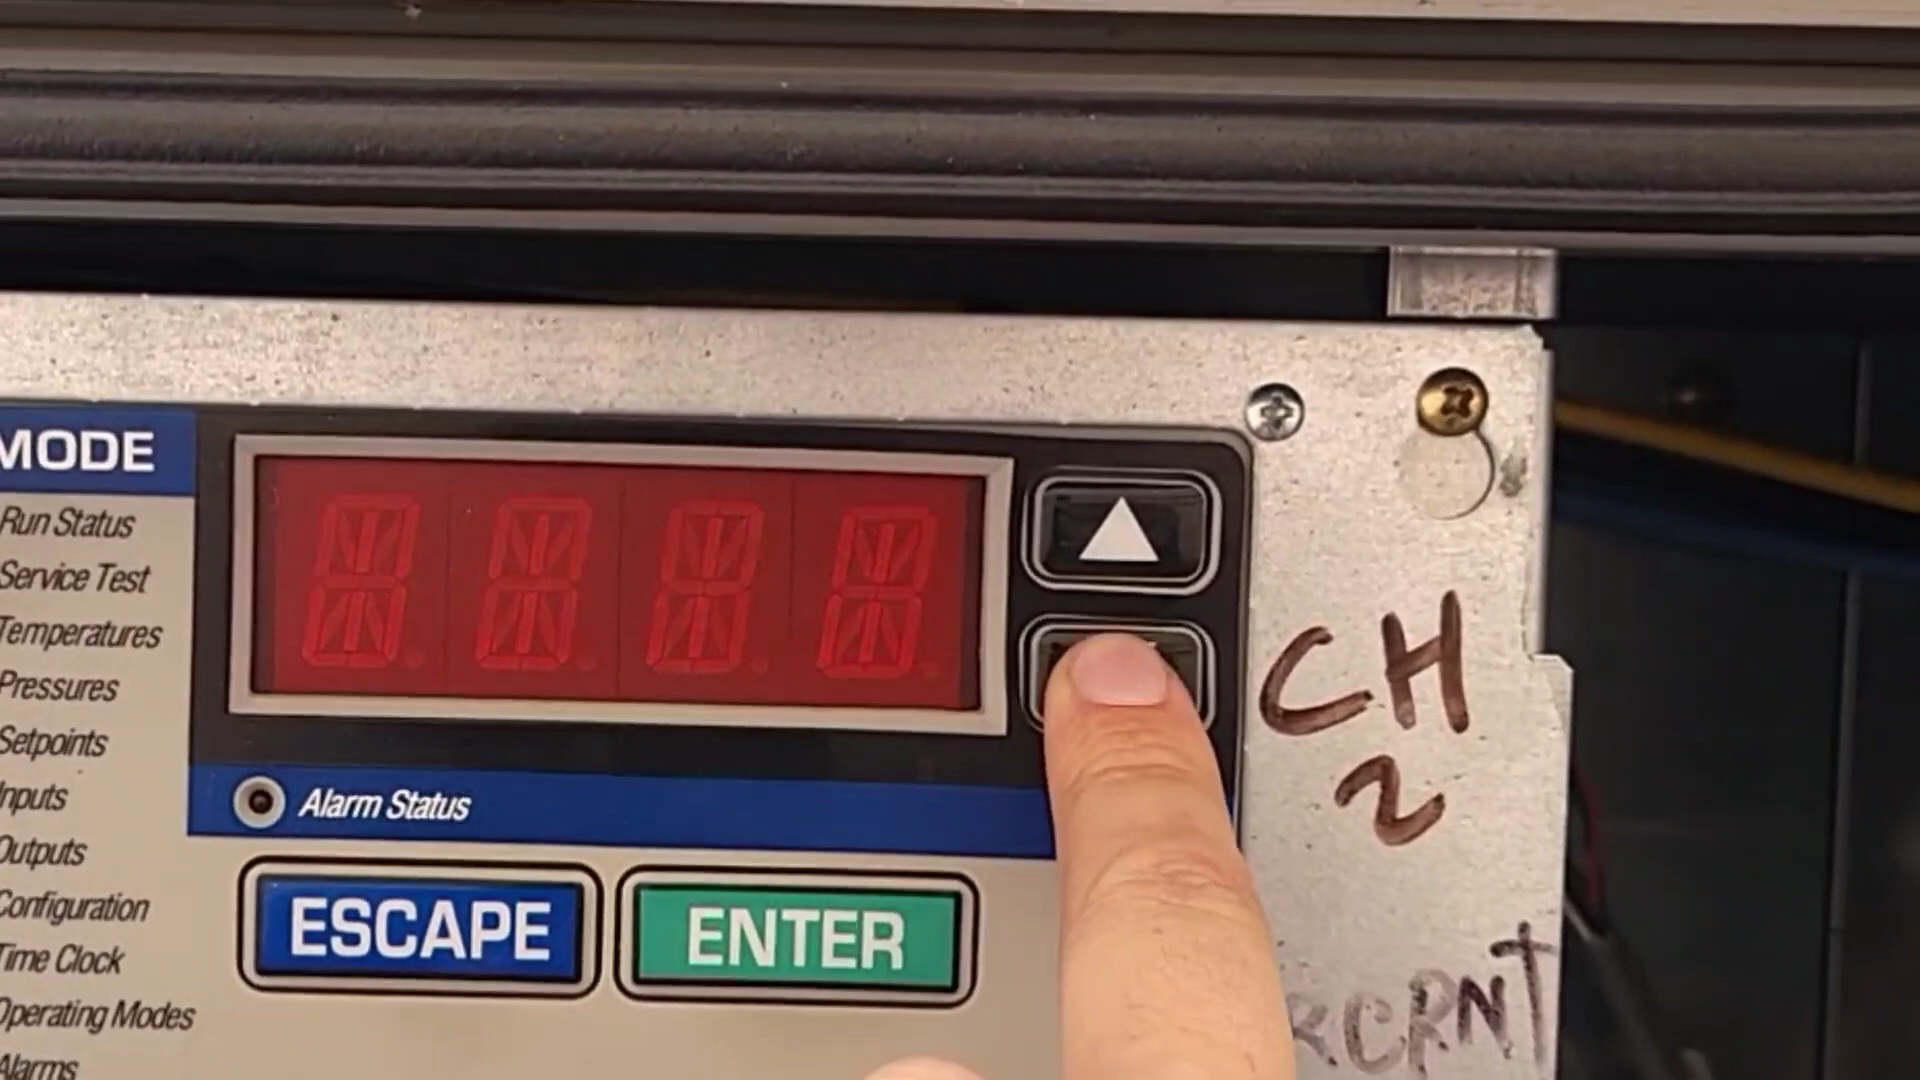 MODE
Run Status
Service Test
Temperatures
Pressures
Setpoints
Inputs
Outputs
Configuration
Time Clock
Operating Modes
Alarms
Alarm Status
ESCAPE
ENTER
CH
2